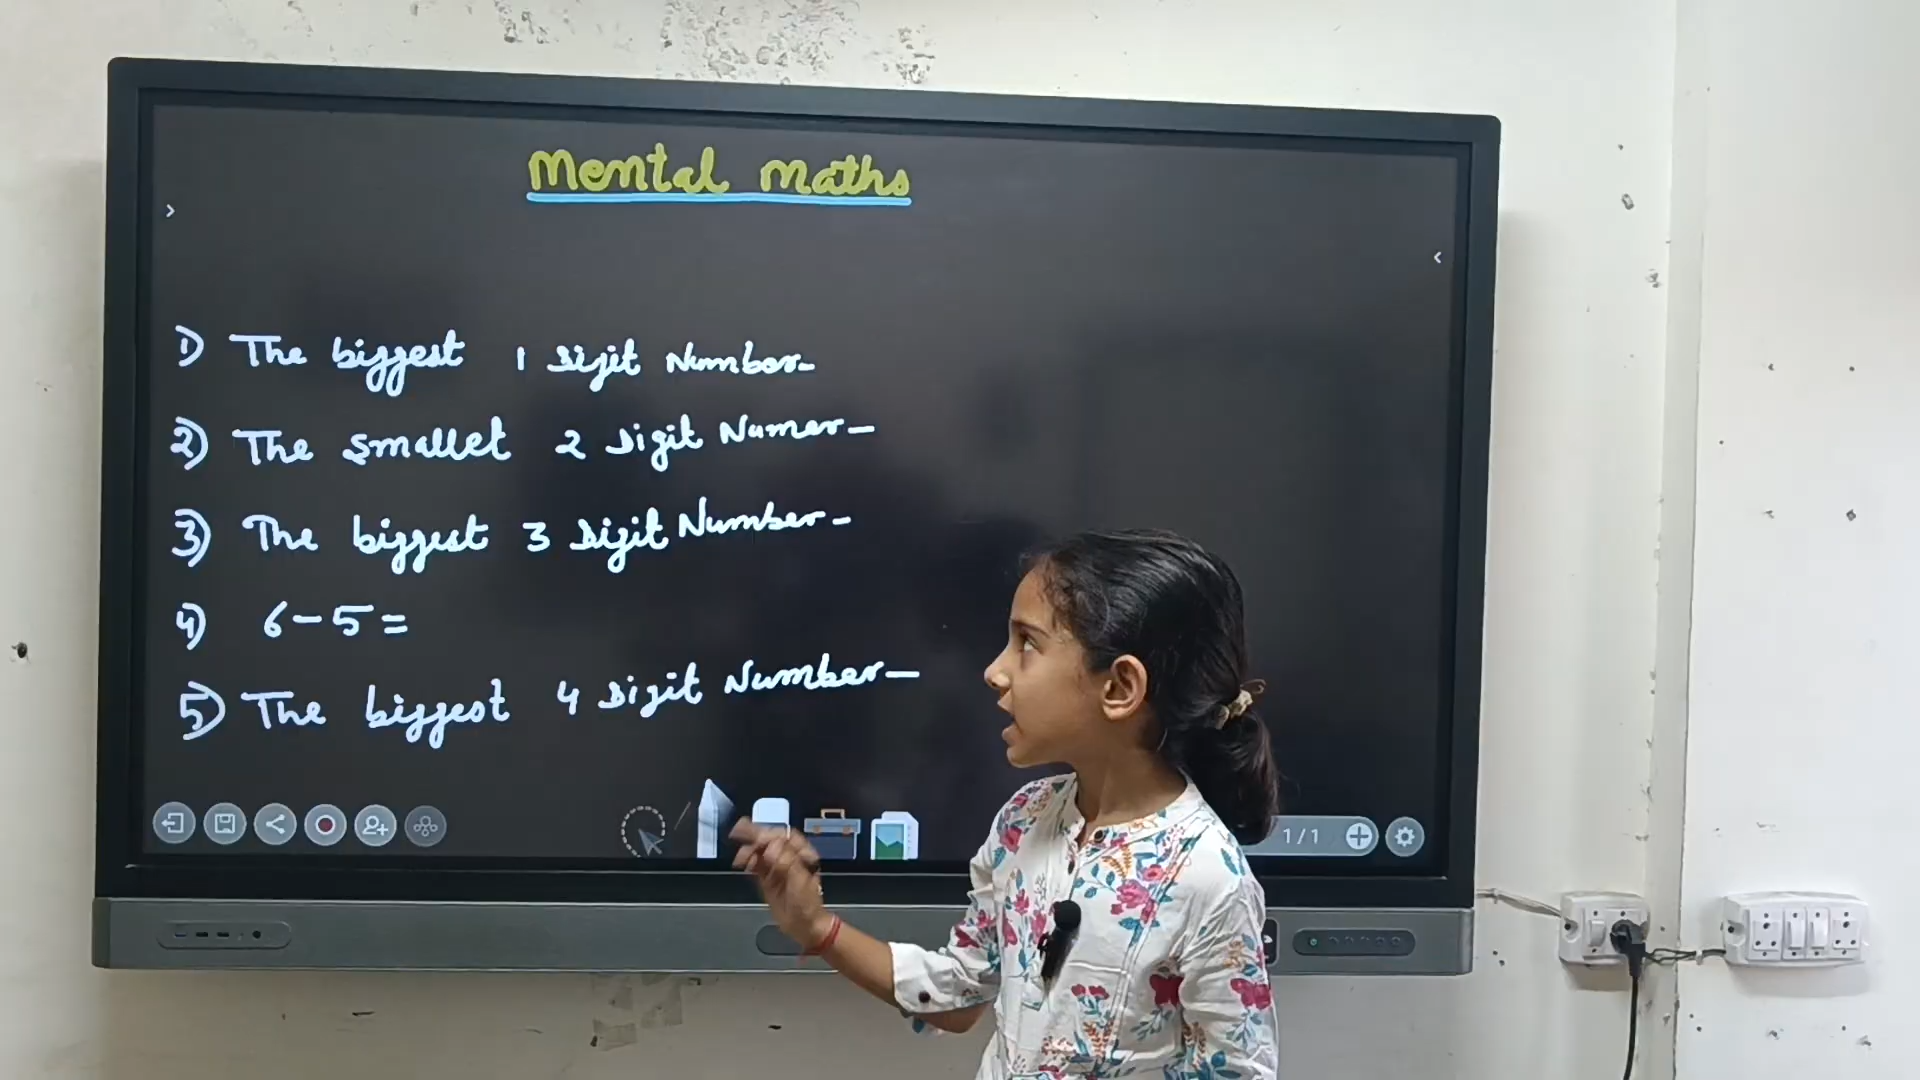 Mental Maths
1) The biggest 1 Digit Number-
2) The smallet 2 Digit Numer-
3) The biggest 3 Digit Number-
4) 6-5=
5) The biggest 4 Digit Number-
1/1